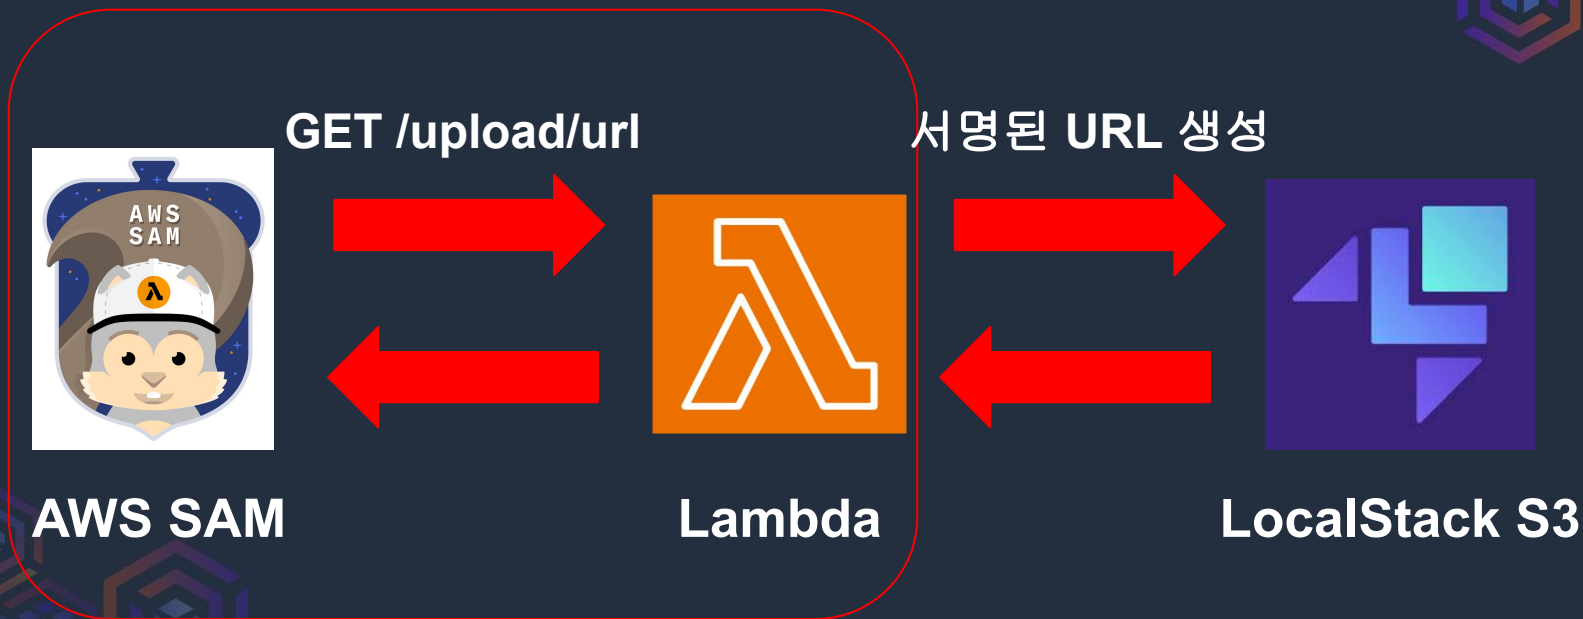 GET /upload/url
서명된 URL 생성
AWS
SAM
AWS SAM
Lambda
LocalStack S3